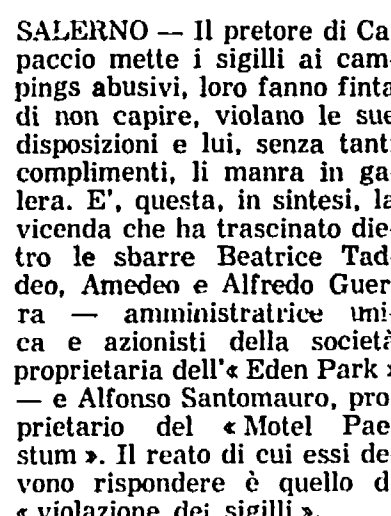 SALERNO — Il pretore di Ca
paccio mette i sigilli ai cam-
pings abusivi, loro fanno finta
di non capire, violano le sue
disposizioni e lui, senza tanti
complimenti, li manra in ga
lera. E', questa, in sintesi, la
vicenda che ha trascinato die-
tro le sbarre Beatrice Tad
deo, Amedeo e Alfredo Guer
ra — amministratrice uni-
ca e azionisti della società
proprietaria dell'« Eden Park »
— e Alfonso Santomauro, pro
prietario del « Motel Pae
stum ». Il reato di cui essi de
vono rispondere è quello d
« violazione dei sigilli ».